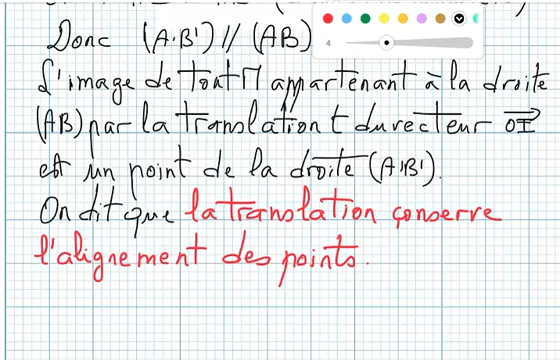 Donc (A'B') // (AB)
L'image de tout M appartenant à la droite
(AB) par la translation t du vecteur OI
est un point de la droite (A'B').
On dit que la translation conserve
l'alignement des points.
4